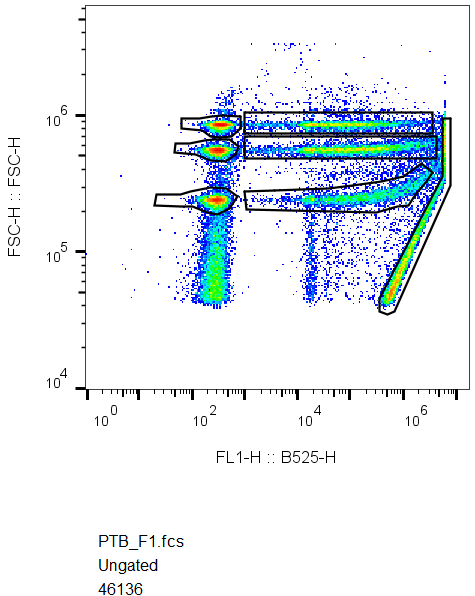 FSC-H :: FSC-H
10^6
10^5
10^4
10^0 10^2 10^4 10^6
FL1-H :: B525-H
PTB_F1.fcs
Ungated
46136